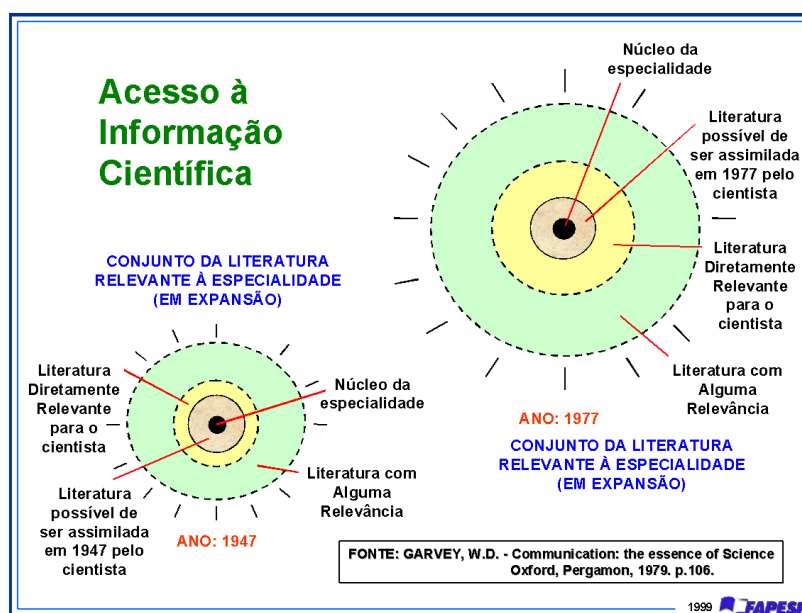 Acesso à
Informação
Científica
Núcleo da
especialidade
Literatura
possível de
ser assimilada
em 1977 pelo
cientista
Literatura
Diretamente
Relevante
para o
cientista
Literatura com
Alguma
Relevância
ANO: 1977
CONJUNTO DA LITERATURA
RELEVANTE À ESPECIALIDADE
(EM EXPANSÃO)
CONJUNTO DA LITERATURA
RELEVANTE À ESPECIALIDADE
(EM EXPANSÃO)
Literatura
Diretamente
Relevante
para o
cientista
Núcleo da
especialidade
Literatura com
Alguma
Relevância
Literatura
possível de
ser assimilada
em 1947 pelo
cientista
ANO: 1947
FONTE: GARVEY, W.D. - Communication: the essence of Science
Oxford, Pergamon, 1979. p.106.
1999 FAPESP